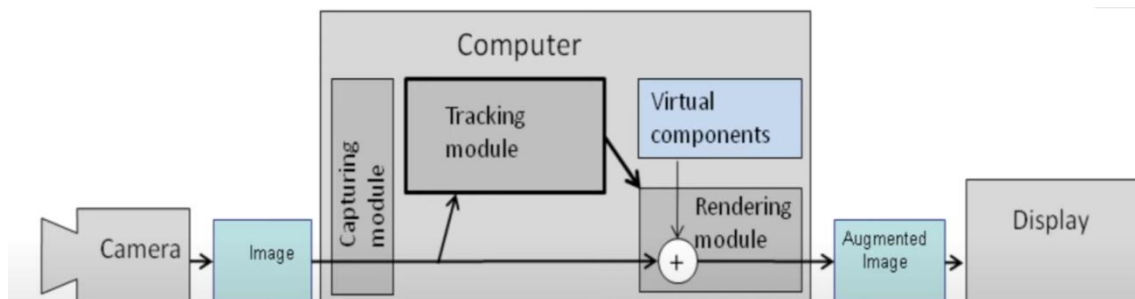 Computer
Capturing
module
Tracking
module
Virtual
components
Rendering
module
Camera
Image
+
Augmented
Image
Display